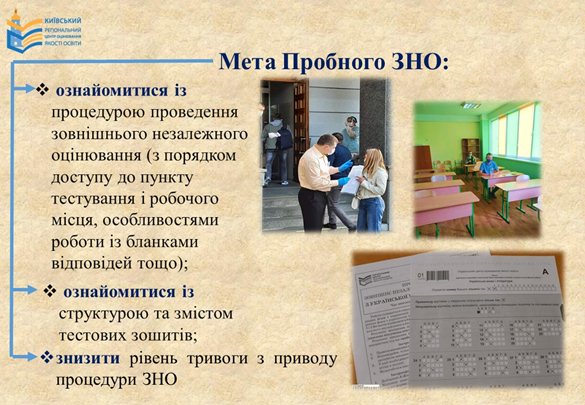 КИЇВСЬКИЙ
РЕГІОНАЛЬНИЙ
ЦЕНТР ОЦІНЮВАННЯ
ЯКОСТІ ОСВІТИ
Мета Пробного ЗНО:
❖ ознайомитися із
процедурою проведення
зовнішнього незалежного
оцінювання (з порядком
доступу до пункту
тестування і робочого
місця, особливостями
роботи із бланками
відповідей тощо);
❖ ознайомитися із
структурою та змістом
тестових зошитів;
❖ знизити рівень тривоги з приводу
процедури ЗНО
01
А